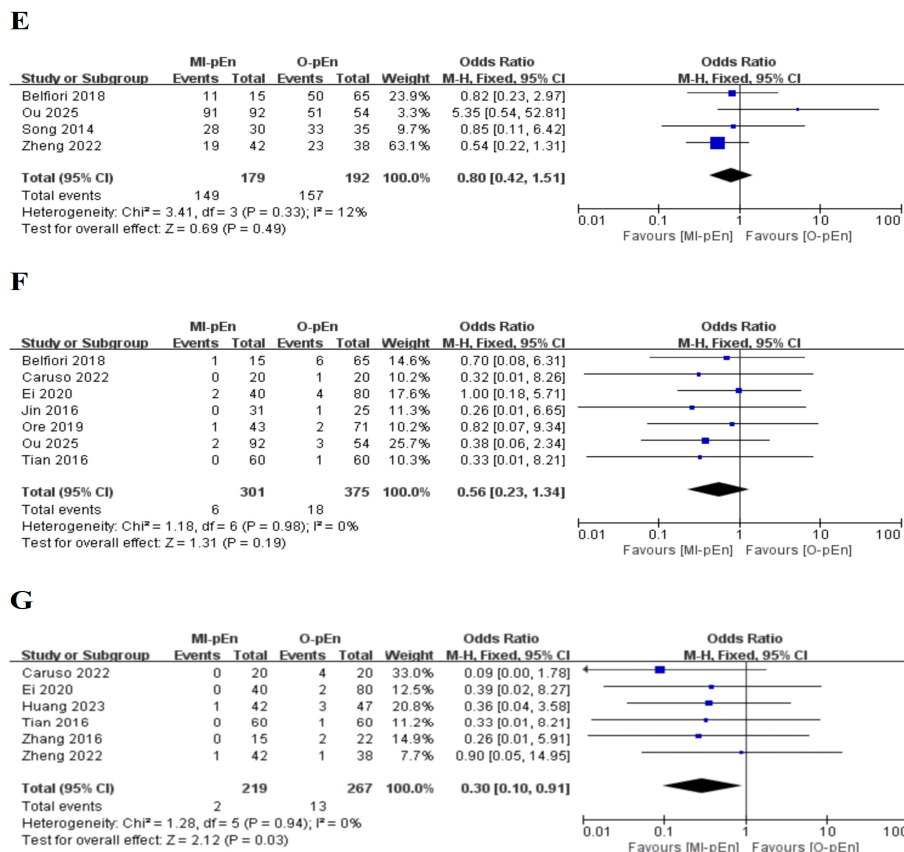 E
MI-pEn O-pEn Odds Ratio Odds Ratio
Study or Subgroup Events Total Events Total Weight M-H, Fixed, 95% CI M-H, Fixed, 95% CI
Belfiori 2018 11 15 50 65 23.9% 0.82 [0.23, 2.97]
Ou 2025 91 92 51 54 3.3% 5.35 [0.54, 52.81]
Song 2014 28 30 33 35 9.7% 0.85 [0.11, 6.42]
Zheng 2022 19 42 23 38 63.1% 0.54 [0.22, 1.31]
Total (95% CI) 179 192 100.0% 0.80 [0.42, 1.51]
Total events 149 157
Heterogeneity: Chi² = 3.41, df = 3 (P = 0.33); I² = 12%
Test for overall effect: Z = 0.69 (P = 0.49)
0.01 0.1 1 10 100
Favours [MI-pEn] Favours [O-pEn]
F
MI-pEn O-pEn Odds Ratio Odds Ratio
Study or Subgroup Events Total Events Total Weight M-H, Fixed, 95% CI M-H, Fixed, 95% CI
Belfiori 2018 1 15 6 65 14.6% 0.70 [0.08, 6.31]
Caruso 2022 0 20 1 20 10.2% 0.32 [0.01, 8.26]
Ei 2020 2 40 4 80 17.6% 1.00 [0.18, 5.71]
Jin 2016 0 31 1 25 11.3% 0.26 [0.01, 6.65]
Ore 2019 1 43 2 71 10.2% 0.82 [0.07, 9.34]
Ou 2025 2 92 3 54 25.7% 0.38 [0.06, 2.34]
Tian 2016 0 60 1 60 10.3% 0.33 [0.01, 8.21]
Total (95% CI) 301 375 100.0% 0.56 [0.23, 1.34]
Total events 6 18
Heterogeneity: Chi² = 1.18, df = 6 (P = 0.98); I² = 0%
Test for overall effect: Z = 1.31 (P = 0.19)
0.01 0.1 1 10 100
Favours [MI-pEn] Favours [O-pEn]
G
MI-pEn O-pEn Odds Ratio Odds Ratio
Study or Subgroup Events Total Events Total Weight M-H, Fixed, 95% CI M-H, Fixed, 95% CI
Caruso 2022 0 20 4 20 33.0% 0.09 [0.00, 1.78]
Ei 2020 0 40 2 80 12.5% 0.39 [0.02, 8.27]
Huang 2023 1 42 3 47 20.8% 0.36 [0.04, 3.58]
Tian 2016 0 60 1 60 11.2% 0.33 [0.01, 8.21]
Zhang 2016 0 15 2 22 14.9% 0.26 [0.01, 5.91]
Zheng 2022 1 42 1 38 7.7% 0.90 [0.05, 14.95]
Total (95% CI) 219 267 100.0% 0.30 [0.10, 0.91]
Total events 2 13
Heterogeneity: Chi² = 1.28, df = 5 (P = 0.94); I² = 0%
Test for overall effect: Z = 2.12 (P = 0.03)
0.01 0.1 1 10 100
Favours [MI-pEn] Favours [O-pEn]